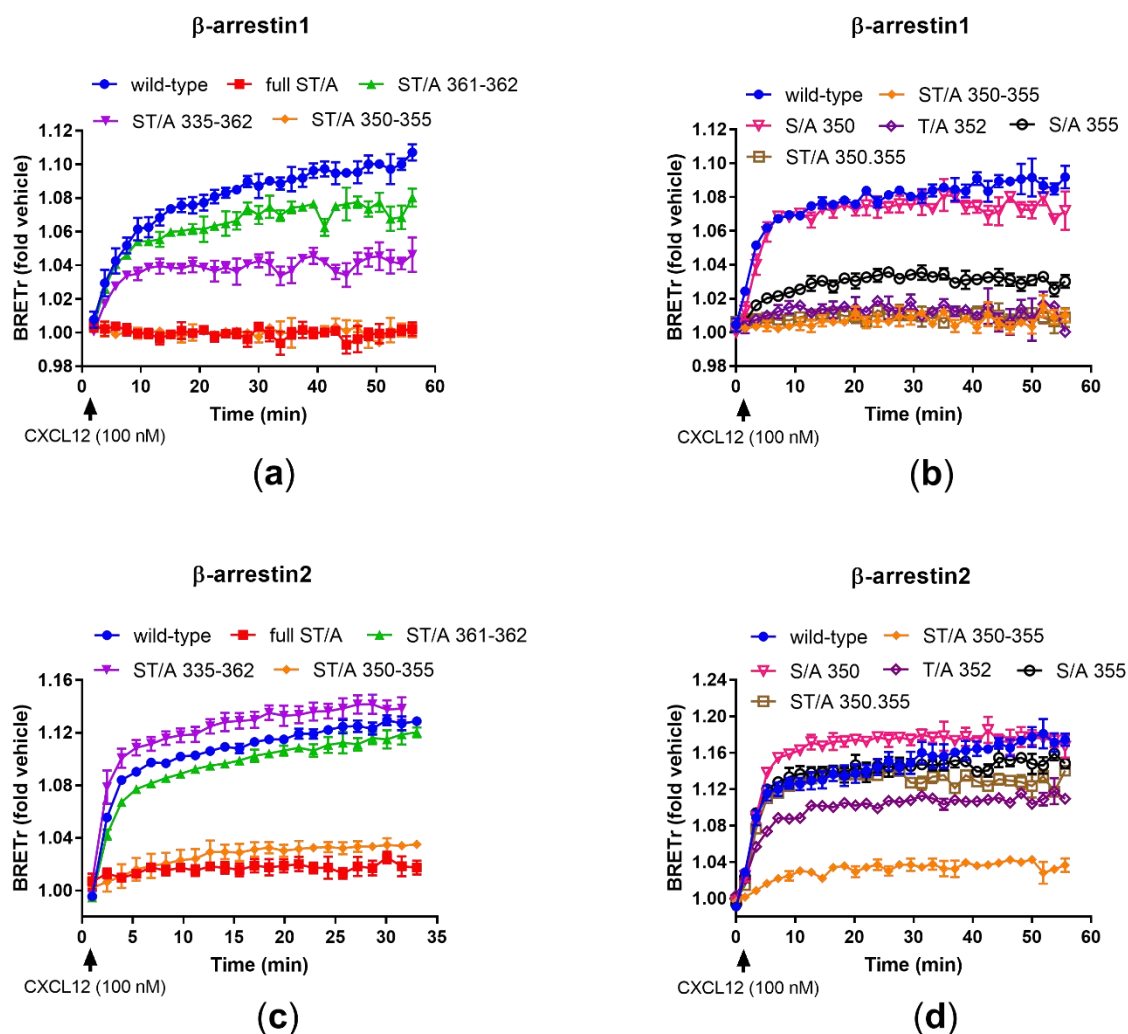 β-arrestin1
wild-type full ST/A ST/A 361-362
ST/A 335-362 ST/A 350-355
1.12
1.10
1.08
1.06
1.04
1.02
1.00
0.98
BRETr (fold vehicle)
0 10 20 30 40 50 60
Time (min)
CXCL12 (100 nM)
(a)
β-arrestin1
wild-type ST/A 350-355
S/A 350 T/A 352 S/A 355
ST/A 350.355
1.12
1.10
1.08
1.06
1.04
1.02
1.00
0.98
BRETr (fold vehicle)
0 10 20 30 40 50 60
Time (min)
CXCL12 (100 nM)
(b)
β-arrestin2
wild-type full ST/A ST/A 361-362
ST/A 335-362 ST/A 350-355
1.16
1.12
1.08
1.04
1.00
BRETr (fold vehicle)
0 5 10 15 20 25 30 35
Time (min)
CXCL12 (100 nM)
(c)
β-arrestin2
wild-type ST/A 350-355
S/A 350 T/A 352 S/A 355
ST/A 350.355
1.24
1.20
1.16
1.12
1.08
1.04
1.00
BRETr (fold vehicle)
0 10 20 30 40 50 60
Time (min)
CXCL12 (100 nM)
(d)